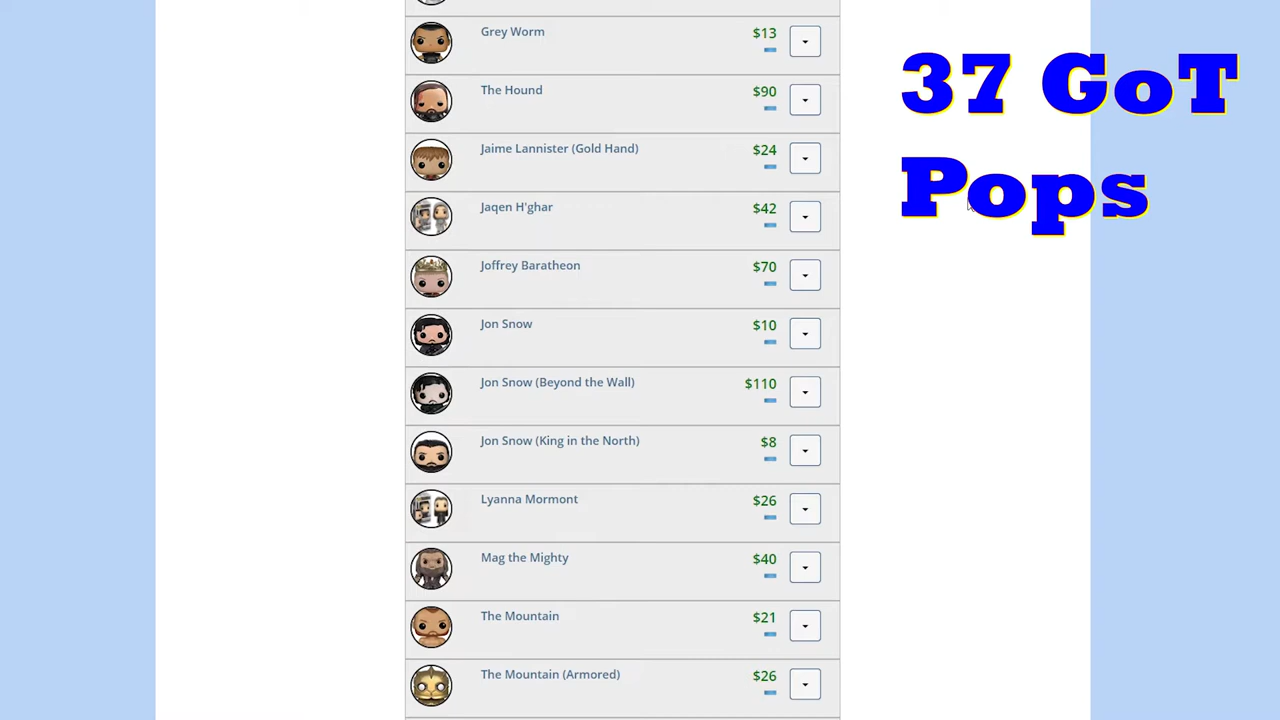 Grey Worm $13
The Hound $90
Jaime Lannister (Gold Hand) $24
Jaqen H'ghar $42
Joffrey Baratheon $70
Jon Snow $10
Jon Snow (Beyond the Wall) $110
Jon Snow (King in the North) $8
Lyanna Mormont $26
Mag the Mighty $40
The Mountain $21
The Mountain (Armored) $26
37 GoT
Pops